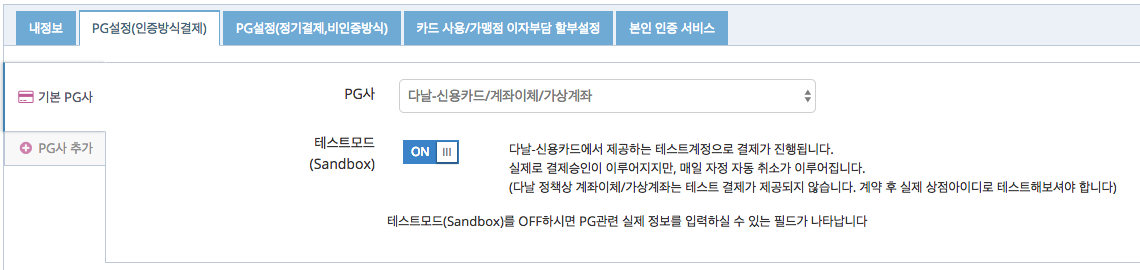 내정보 PG설정(인증방식결제) PG설정(정기결제,비인증방식) 카드 사용/가맹점 이자부담 할부설정 본인 인증 서비스
기본 PG사
PG사 추가
PG사 다날-신용카드/계좌이체/가상계좌
테스트모드
(Sandbox)
ON
다날-신용카드에서 제공하는 테스트계정으로 결제가 진행됩니다.
실제로 결제승인이 이루어지지만, 매일 자정 자동 취소가 이루어집니다.
(다날 정책상 계좌이체/가상계좌는 테스트 결제가 제공되지 않습니다. 계약 후 실제 상점아이디로 테스트해보셔야 합니다)
테스트모드(Sandbox)를 OFF하시면 PG관련 실제 정보를 입력하실 수 있는 필드가 나타납니다